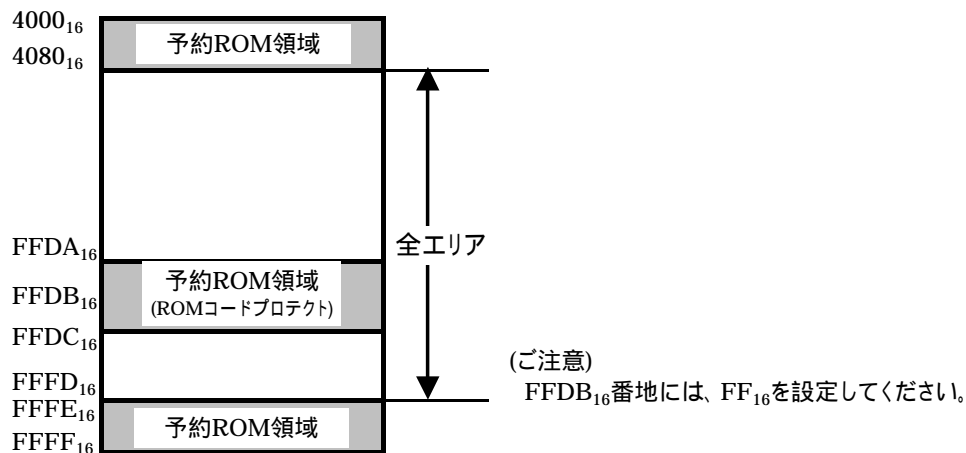 4000₁₆
予約ROM領域
4080₁₆
FFDA₁₆
全エリア
予約ROM領域
FFDB₁₆
(ROMコードプロテクト)
FFDC₁₆
(ご注意)
FFFD₁₆
FFDB₁₆番地には、FF₁₆を設定してください。
FFFE₁₆
予約ROM領域
FFFF₁₆